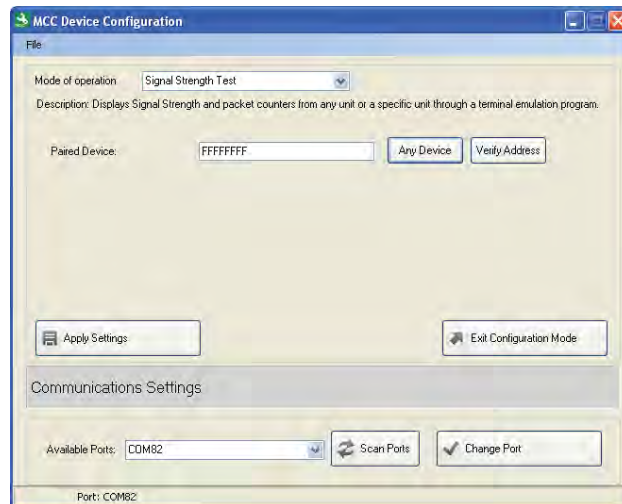 MCC Device Configuration
File
Mode of operation Signal Strength Test
Description: Displays Signal Strength and packet counters from any unit or a specific unit through a terminal emulation program.
Paired Device: FFFFFFFF Any Device Verify Address
Apply Settings Exit Configuration Mode
Communications Settings
Available Ports: COM82 Scan Ports Change Port
Port: COM82